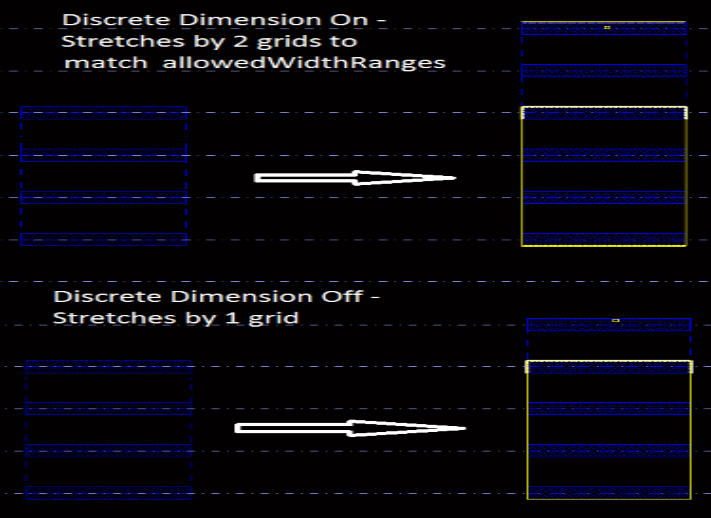 Discrete Dimension On -
Stretches by 2 grids to
match allowedWidthRanges
Discrete Dimension Off -
Stretches by 1 grid